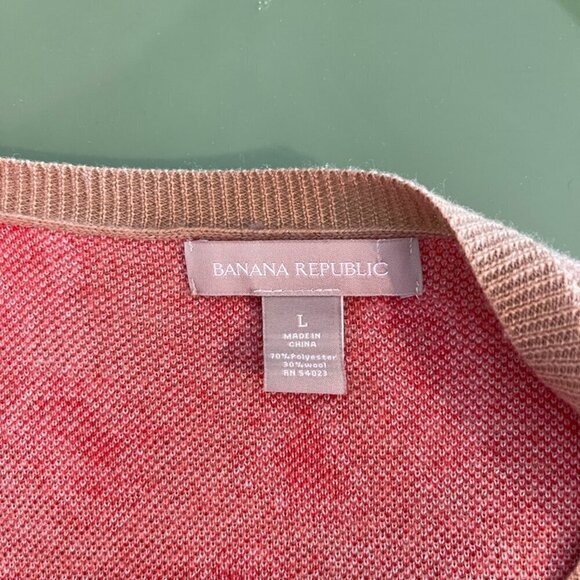 BANANA REPUBLIC
L
MADE IN
CHINA
70% Polyester
30% wool
RN 54023